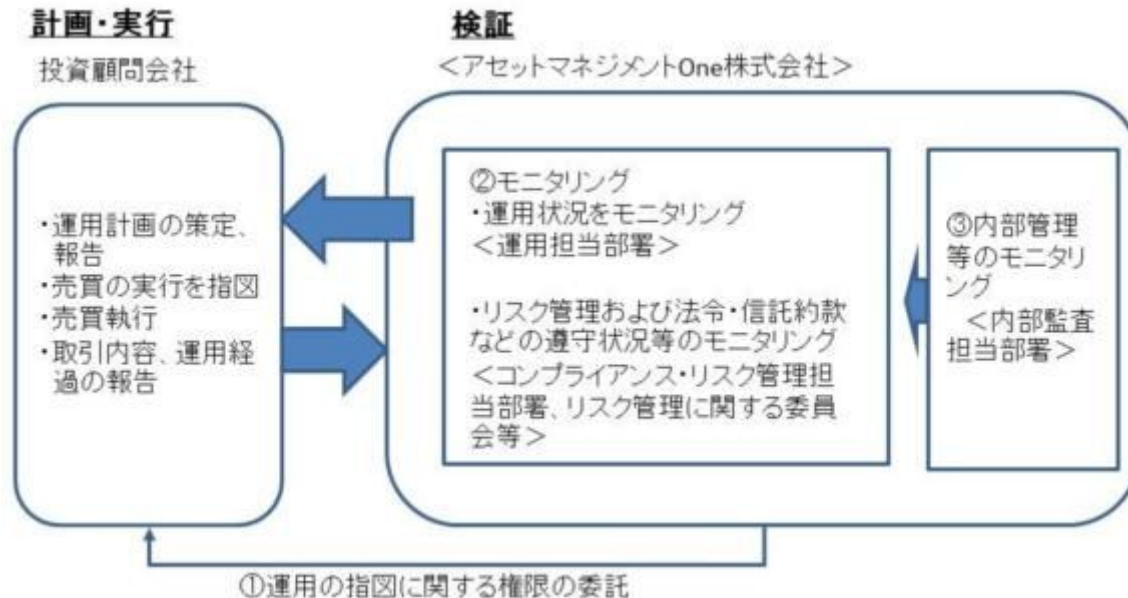 計画・実行
投資顧問会社
・運用計画の策定、
報告
・売買の実行を指図
・売買執行
・取引内容、運用経
過の報告
検証
＜アセットマネジメントOne株式会社＞
②モニタリング
・運用状況をモニタリング
＜運用担当部署＞
・リスク管理および法令・信託約款
などの遵守状況等のモニタリング
＜コンプライアンス・リスク管理担
当部署、リスク管理に関する委員
会等＞
③内部管理
等のモニタリ
ング
＜内部監査
担当部署＞
①運用の指図に関する権限の委託